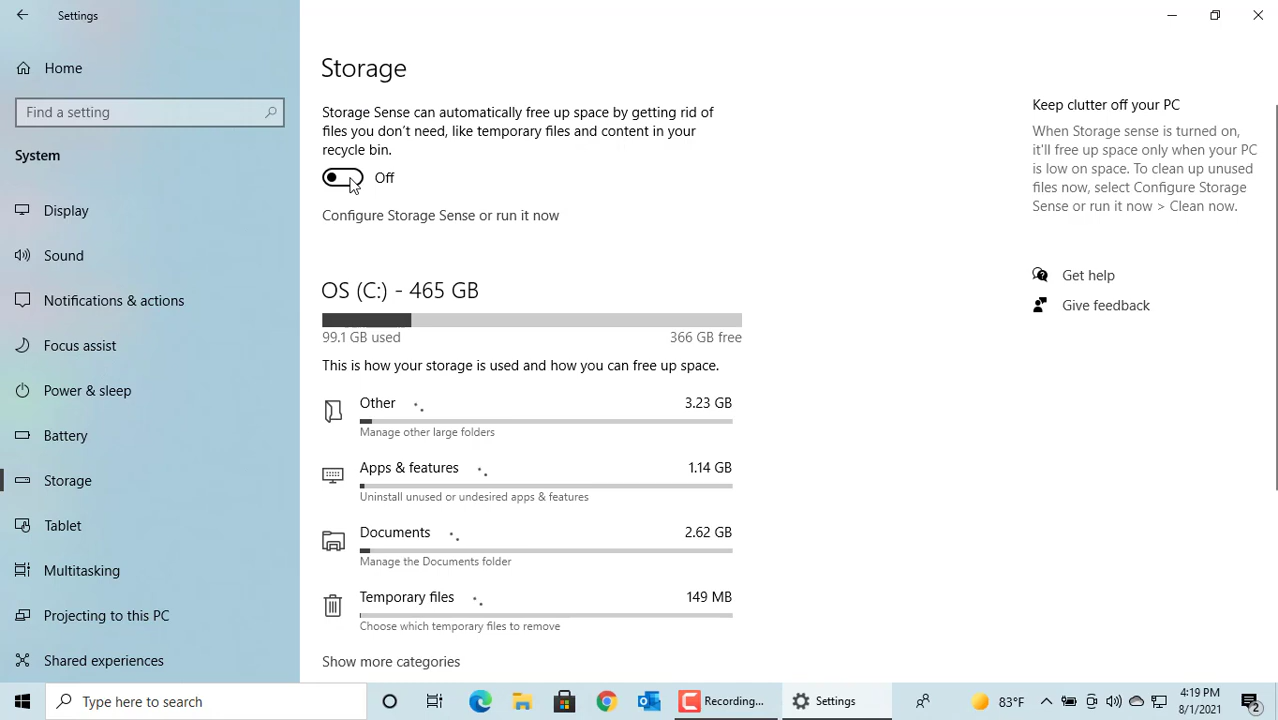 Settings
Home
Find a setting
System
Display
Sound
Notifications & actions
Focus assist
Power & sleep
Battery
Storage
Tablet
Multitasking
Projecting to this PC
Shared experiences
Storage
Storage Sense can automatically free up space by getting rid of
files you don't need, like temporary files and content in your
recycle bin.
Off
Configure Storage Sense or run it now
OS (C:) - 465 GB
99.1 GB used 366 GB free
This is how your storage is used and how you can free up space.
Other 3.23 GB
Manage other large folders
Apps & features 1.14 GB
Uninstall unused or undesired apps & features
Documents 2.62 GB
Manage the Documents folder
Temporary files 149 MB
Choose which temporary files to remove
Show more categories
Keep clutter off your PC
When Storage sense is turned on,
it'll free up space only when your PC
is low on space. To clean up unused
files now, select Configure Storage
Sense or run it now > Clean now.
Get help
Give feedback
Type here to search
Recording...
Settings
83°F
4:19 PM
8/1/2021
2